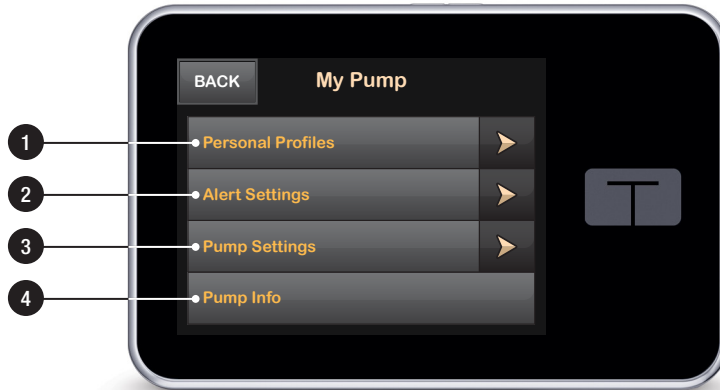 BACK
My Pump
1
Personal Profiles
2
Alert Settings
3
Pump Settings
4
Pump Info